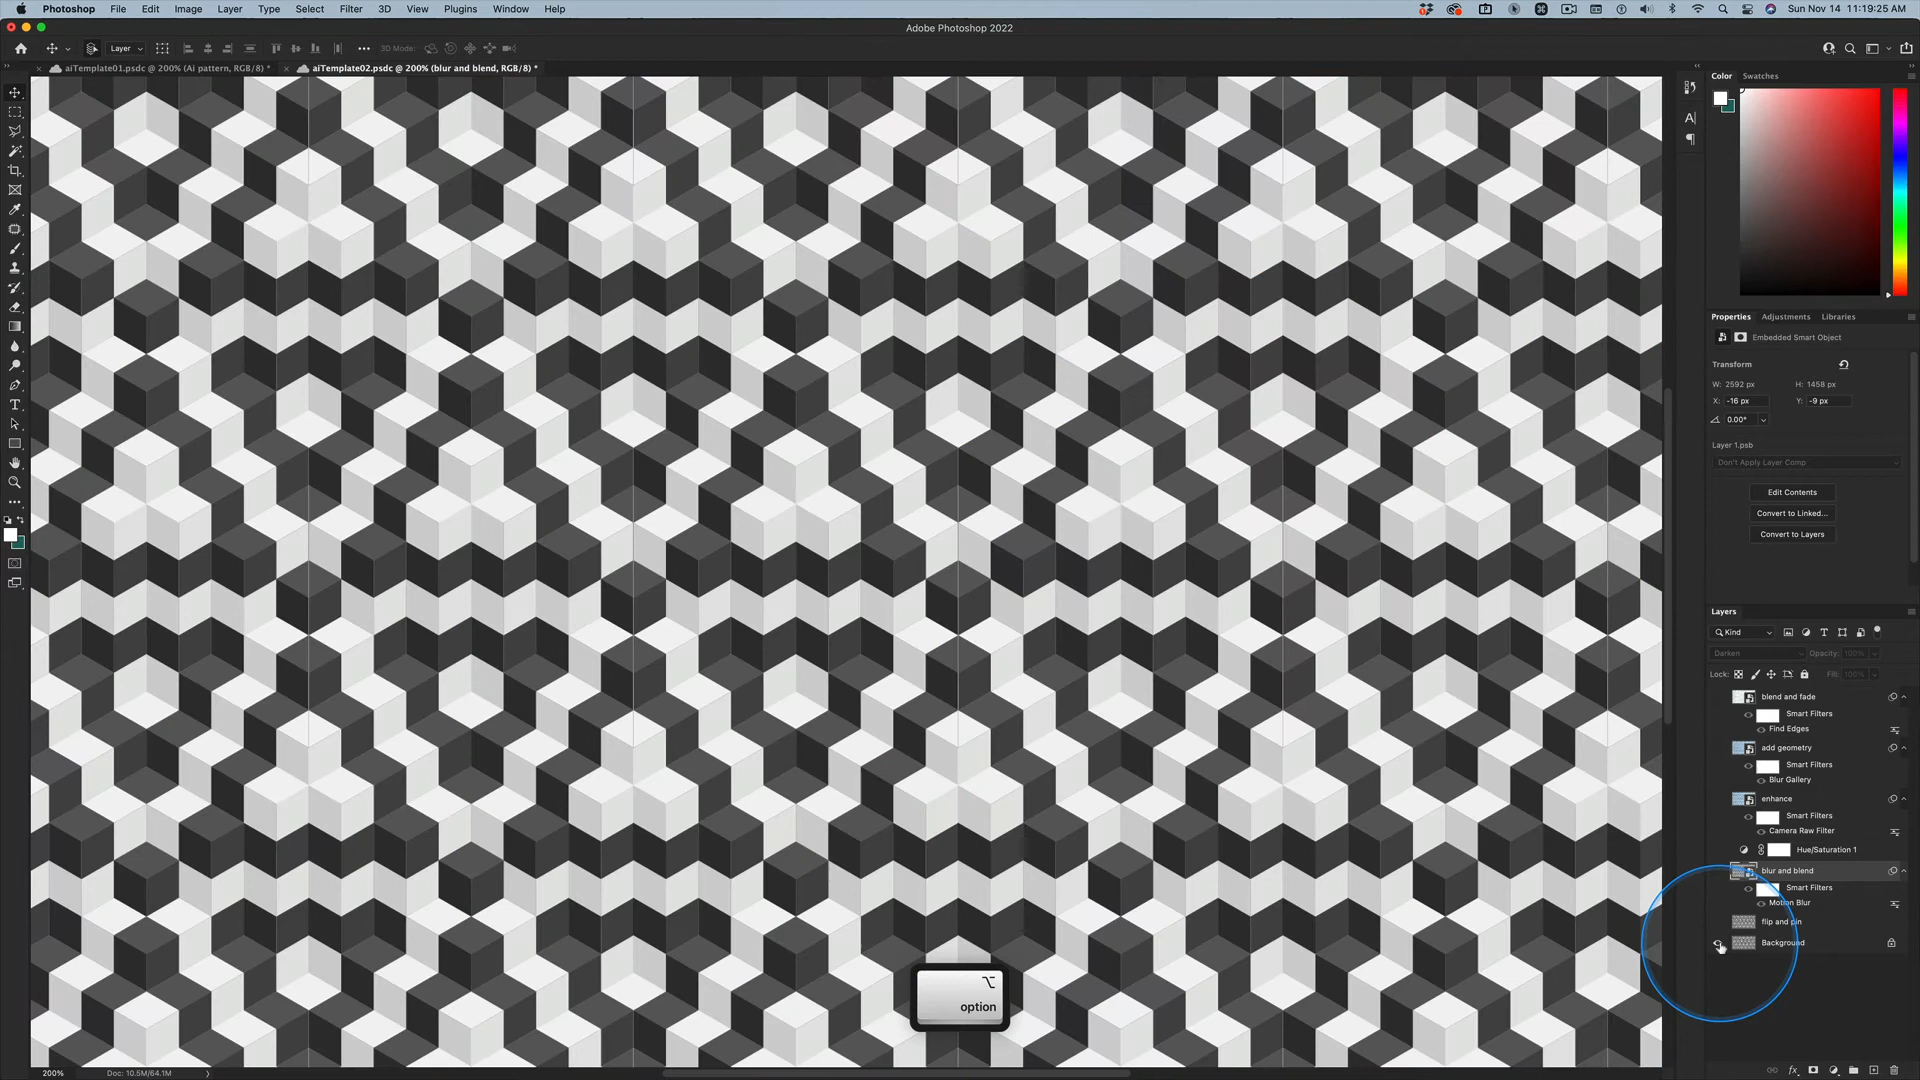 Photoshop File Edit Image Layer Type Select Filter 3D View Plugins Window Help Sun Nov 14 11:19:25 AM
Adobe Photoshop 2022
Layer 3D Mode:
aiTemplate01.psdc @ 200% (Ai pattern, RGB/8) * aiTemplate02.psdc @ 200% (blur and blend, RGB/8) *
Color Swatches
Properties Adjustments Libraries
Embedded Smart Object
Transform
W: 2592 px H: 1458 px
X: -16 px Y: -9 px
0.00°
Layer 1.psb
Don't Apply Layer Comp
Edit Contents
Convert to Linked...
Convert to Layers
Layers
Kind
Darken Opacity: 100%
Lock: Fill: 100%
blend and fade
Smart Filters
Find Edges
add geometry
Smart Filters
Blur Gallery
enhance
Smart Filters
Camera Raw Filter
Hue/Saturation 1
blur and blend
Smart Filters
Motion Blur
flip and pin
Background
option
200% Doc: 10.5M/64.1M